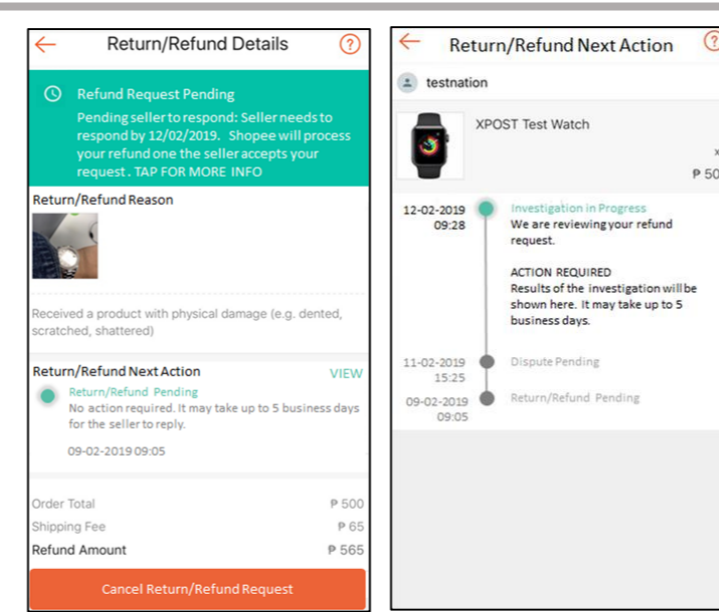 Return/Refund Details
Refund Request Pending
Pending seller to respond: Seller needs to
respond by 12/02/2019. Shopee will process
your refund one the seller accepts your
request. TAP FOR MORE INFO
Return/Refund Reason
Received a product with physical damage (e.g. dented,
scratched, shattered)
Return/Refund Next Action VIEW
Return/Refund Pending
No action required. It may take up to 5 business days
for the seller to reply.
09-02-2019 09:05
Order Total ₱ 500
Shipping Fee ₱ 65
Refund Amount ₱ 565
Cancel Return/Refund Request
Return/Refund Next Action
testnation
XPOST Test Watch
x
₱ 50
12-02-2019 Investigation in Progress
09:28 We are reviewing your refund
request.
ACTION REQUIRED
Results of the investigation will be
shown here. It may take up to 5
business days.
11-02-2019 Dispute Pending
15:25
09-02-2019 Return/Refund Pending
09:05